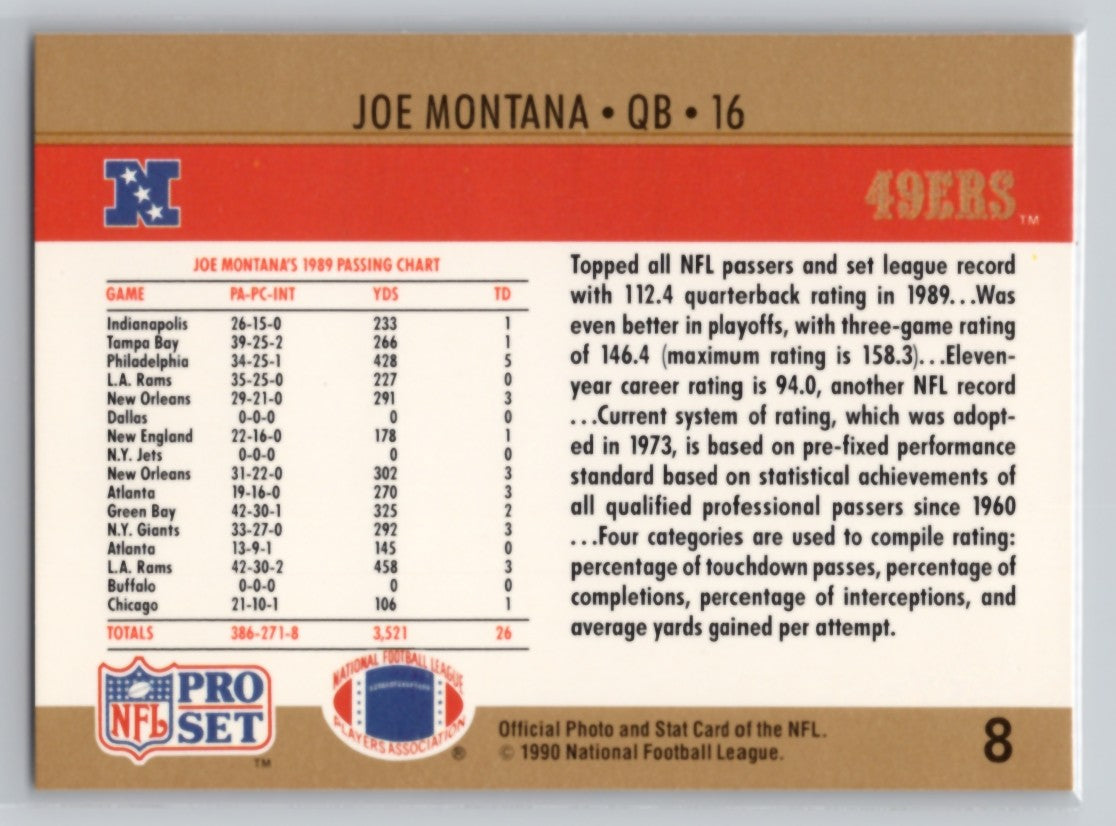 JOE MONTANA • QB • 16
N
49ERS TM
JOE MONTANA'S 1989 PASSING CHART
GAME PA-PC-INT YDS TD
Indianapolis 26-15-0 233 1
Tampa Bay 39-25-2 266 1
Philadelphia 34-25-1 428 5
L.A. Rams 35-25-0 227 0
New Orleans 29-21-0 291 3
Dallas 0-0-0 0 0
New England 22-16-0 178 1
N.Y. Jets 0-0-0 0 0
New Orleans 31-22-0 302 3
Atlanta 19-16-0 270 3
Green Bay 42-30-1 325 2
N.Y. Giants 33-27-0 292 3
Atlanta 13-9-1 145 0
L.A. Rams 42-30-2 458 3
Buffalo 0-0-0 0 0
Chicago 21-10-1 106 1
TOTALS 386-271-8 3,521 26
Topped all NFL passers and set league record
with 112.4 quarterback rating in 1989...Was
even better in playoffs, with three-game rating
of 146.4 (maximum rating is 158.3)...Eleven-
year career rating is 94.0, another NFL record
...Current system of rating, which was adopt-
ed in 1973, is based on pre-fixed performance
standard based on statistical achievements of
all qualified professional passers since 1960
...Four categories are used to compile rating:
percentage of touchdown passes, percentage of
completions, percentage of interceptions, and
average yards gained per attempt.
NFL PRO SET TM
NATIONAL FOOTBALL LEAGUE
PLAYERS ASSOCIATION ®
Official Photo and Stat Card of the NFL.
© 1990 National Football League.
8